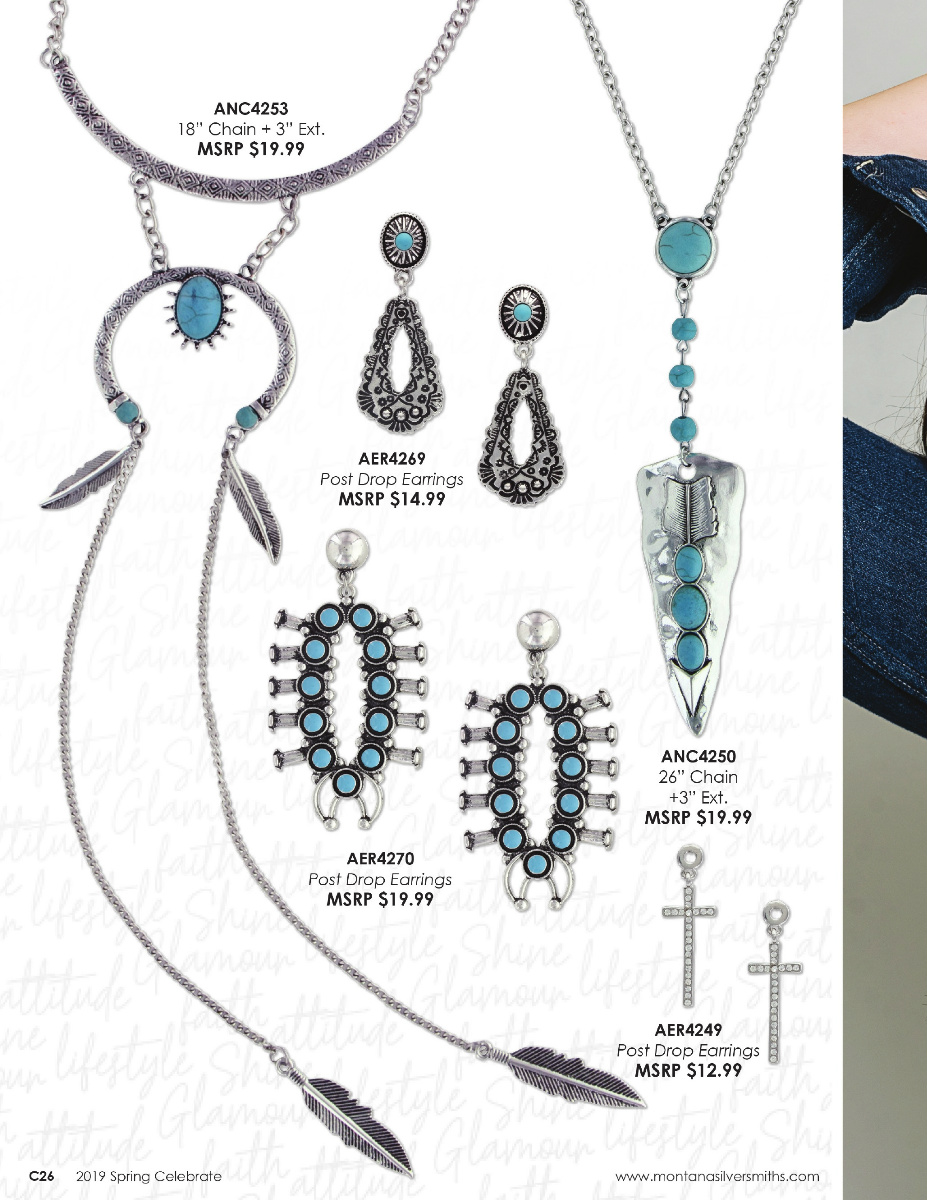 ANC4253
18” Chain + 3” Ext.
MSRP $19.99
AER4269
Post Drop Earrings
MSRP $14.99
ANC4250
26” Chain
+3” Ext.
MSRP $19.99
AER4270
Post Drop Earrings
MSRP $19.99
AER4249
Post Drop Earrings
MSRP $12.99
C26 2019 Spring Celebrate
www.montanasilversmiths.com